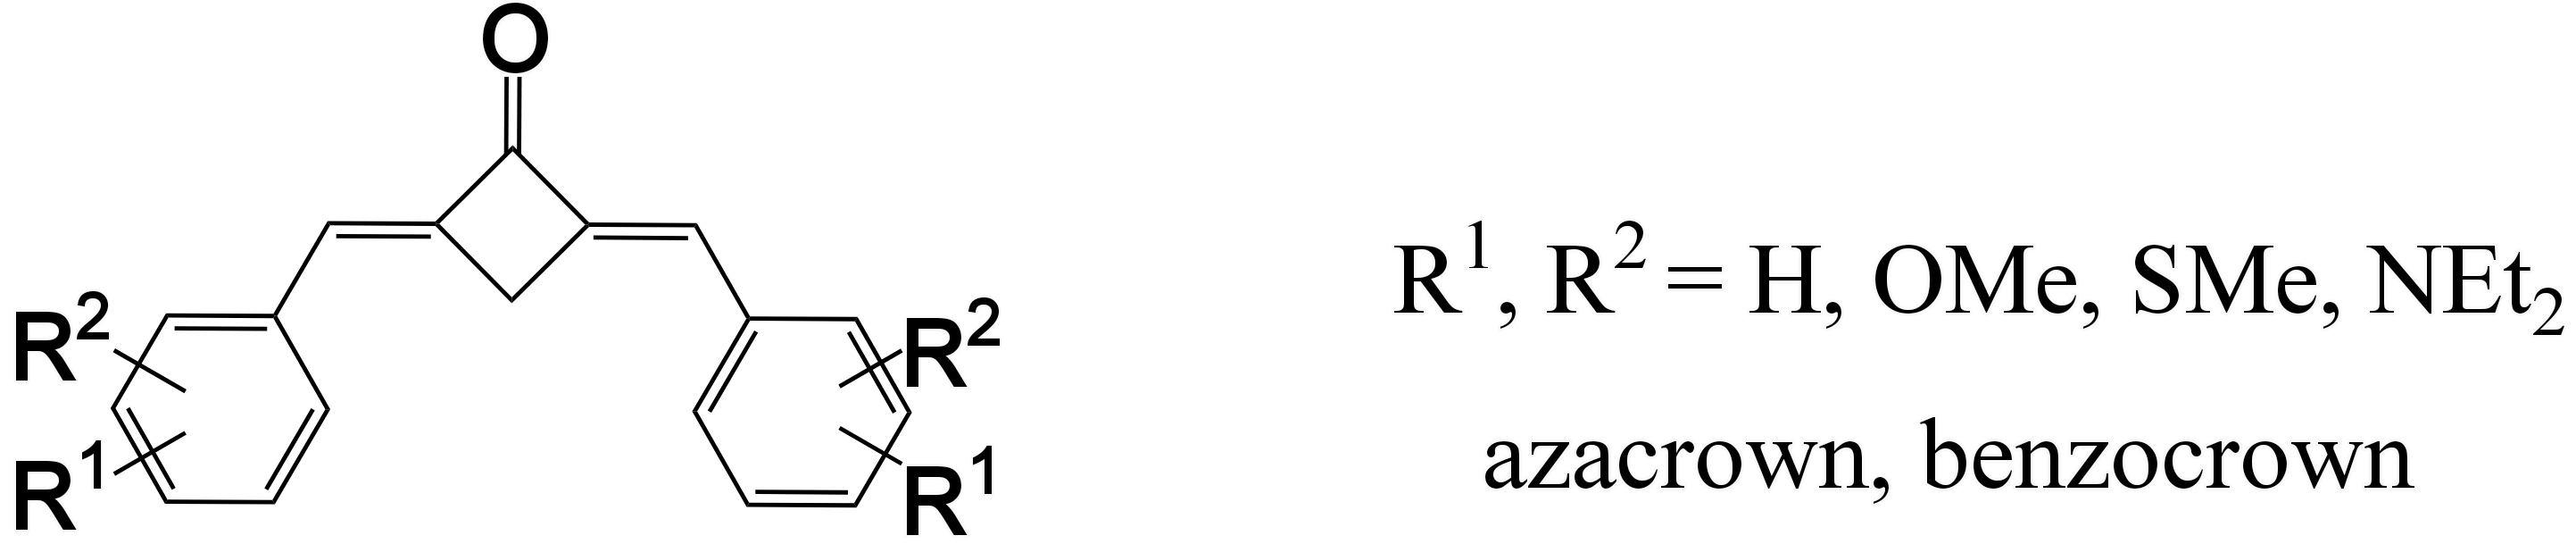 O
R¹, R² = H, OMe, SMe, NEt₂
R² R²
azacrown, benzocrown
R¹ R¹